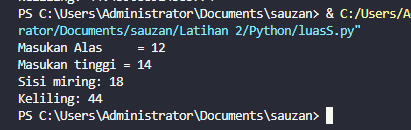 PS C:\Users\Administrator\Documents\sauzan> & C:/Users/A
rator/Documents/sauzan/Latihan 2/Python/luasS.py"
Masukan Alas     = 12
Masukan tinggi = 14
Sisi miring: 18
Keliling: 44
PS C:\Users\Administrator\Documents\sauzan>